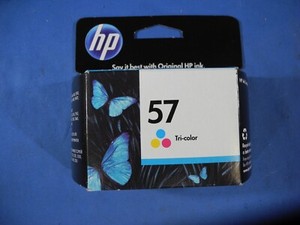 hp
Say it best with Original HP ink.
57
Tri-color